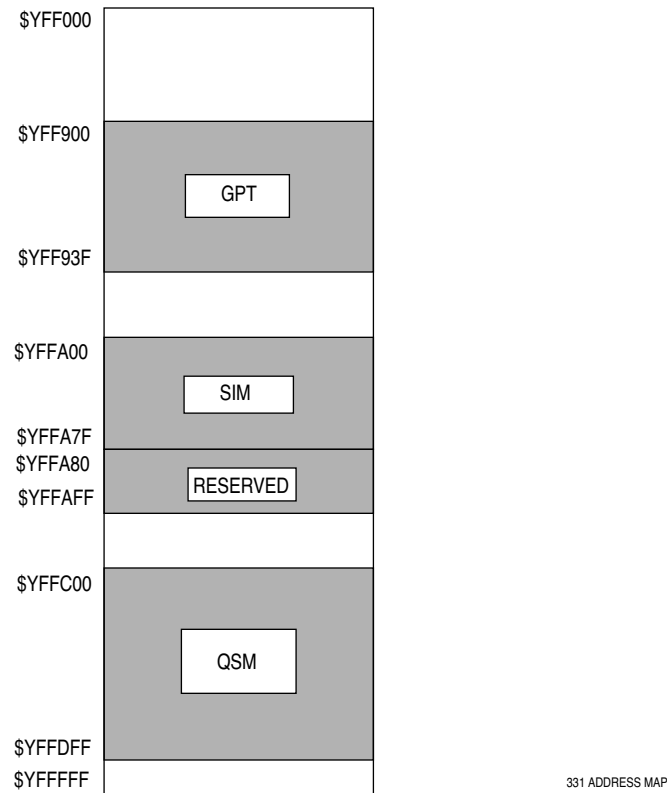 $YFF000
$YFF900
GPT
$YFF93F
$YFFA00
SIM
$YFFA7F
$YFFA80
RESERVED
$YFFAFF
$YFFC00
QSM
$YFFDFF
$YFFFFF
331 ADDRESS MAP